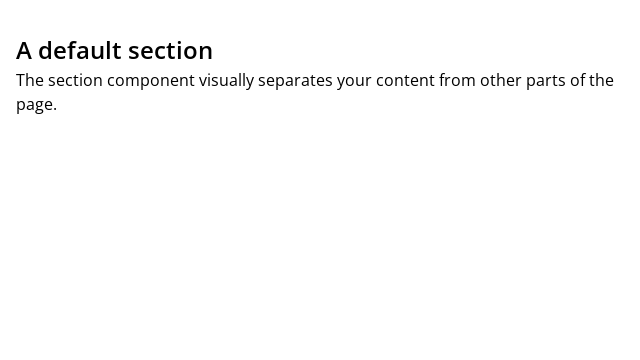 A default section
The section component visually separates your content from other parts of the
page.